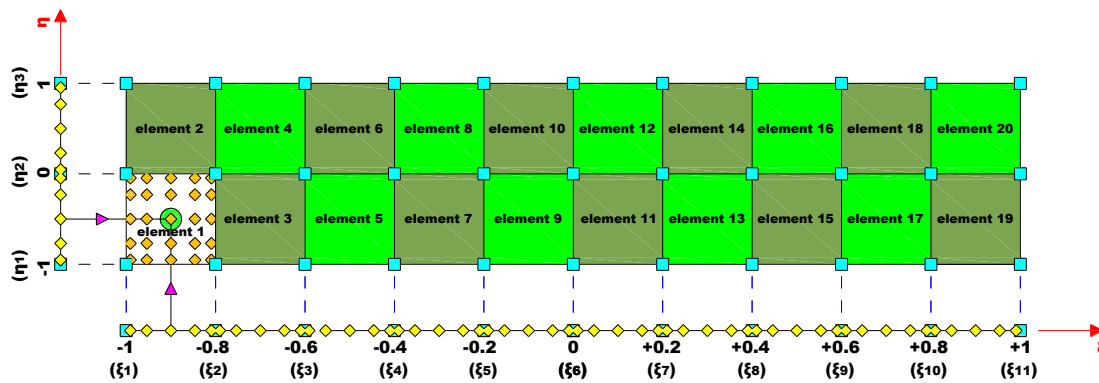 η
(η3)
1
element 2 element 4 element 6 element 8 element 10 element 12 element 14 element 16 element 18 element 20
(η2)
0
element 1 element 3 element 5 element 7 element 9 element 11 element 13 element 15 element 17 element 19
(η1)
-1
-1 -0.8 -0.6 -0.4 -0.2 0 +0.2 +0.4 +0.6 +0.8 +1
(ξ1) (ξ2) (ξ3) (ξ4) (ξ5) (ξ6) (ξ7) (ξ8) (ξ9) (ξ10) (ξ11)